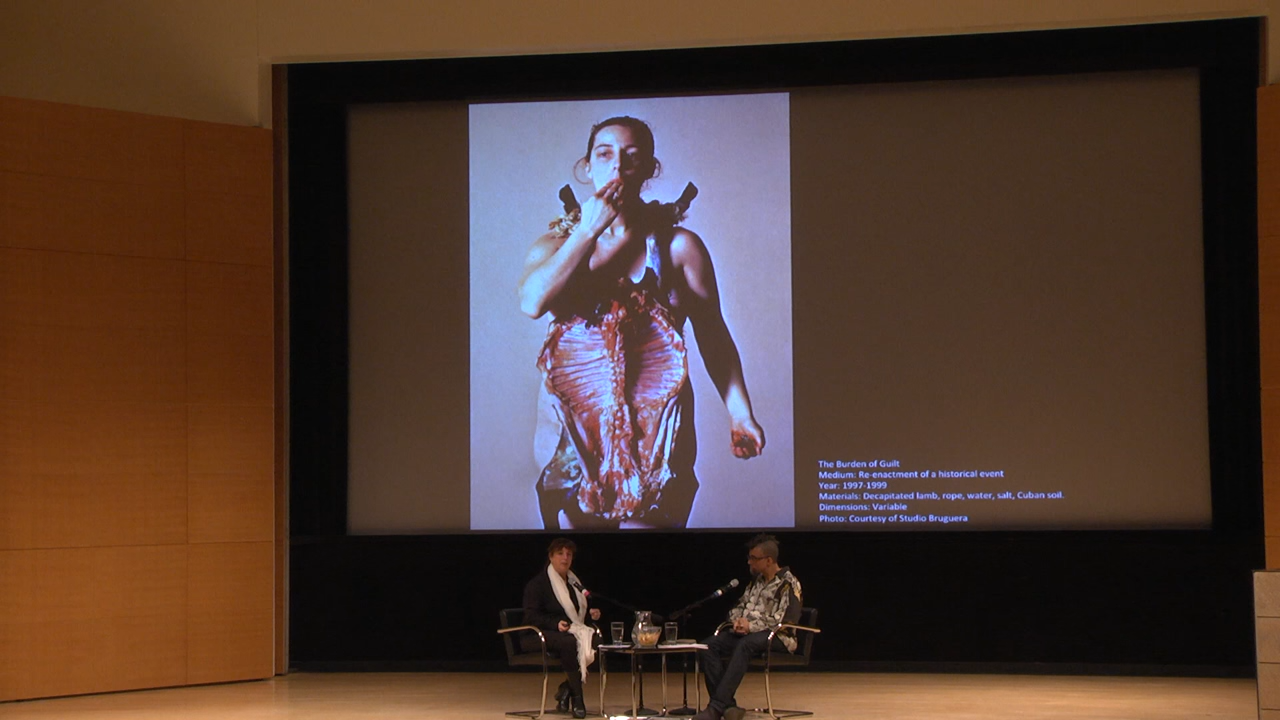 The Burden of Guilt
Medium: Re-enactment of a historical event
Year: 1997-1999
Materials: Decapitated lamb, rope, water, salt, Cuban soil.
Dimensions: Variable
Photo: Courtesy of Studio Bruguera